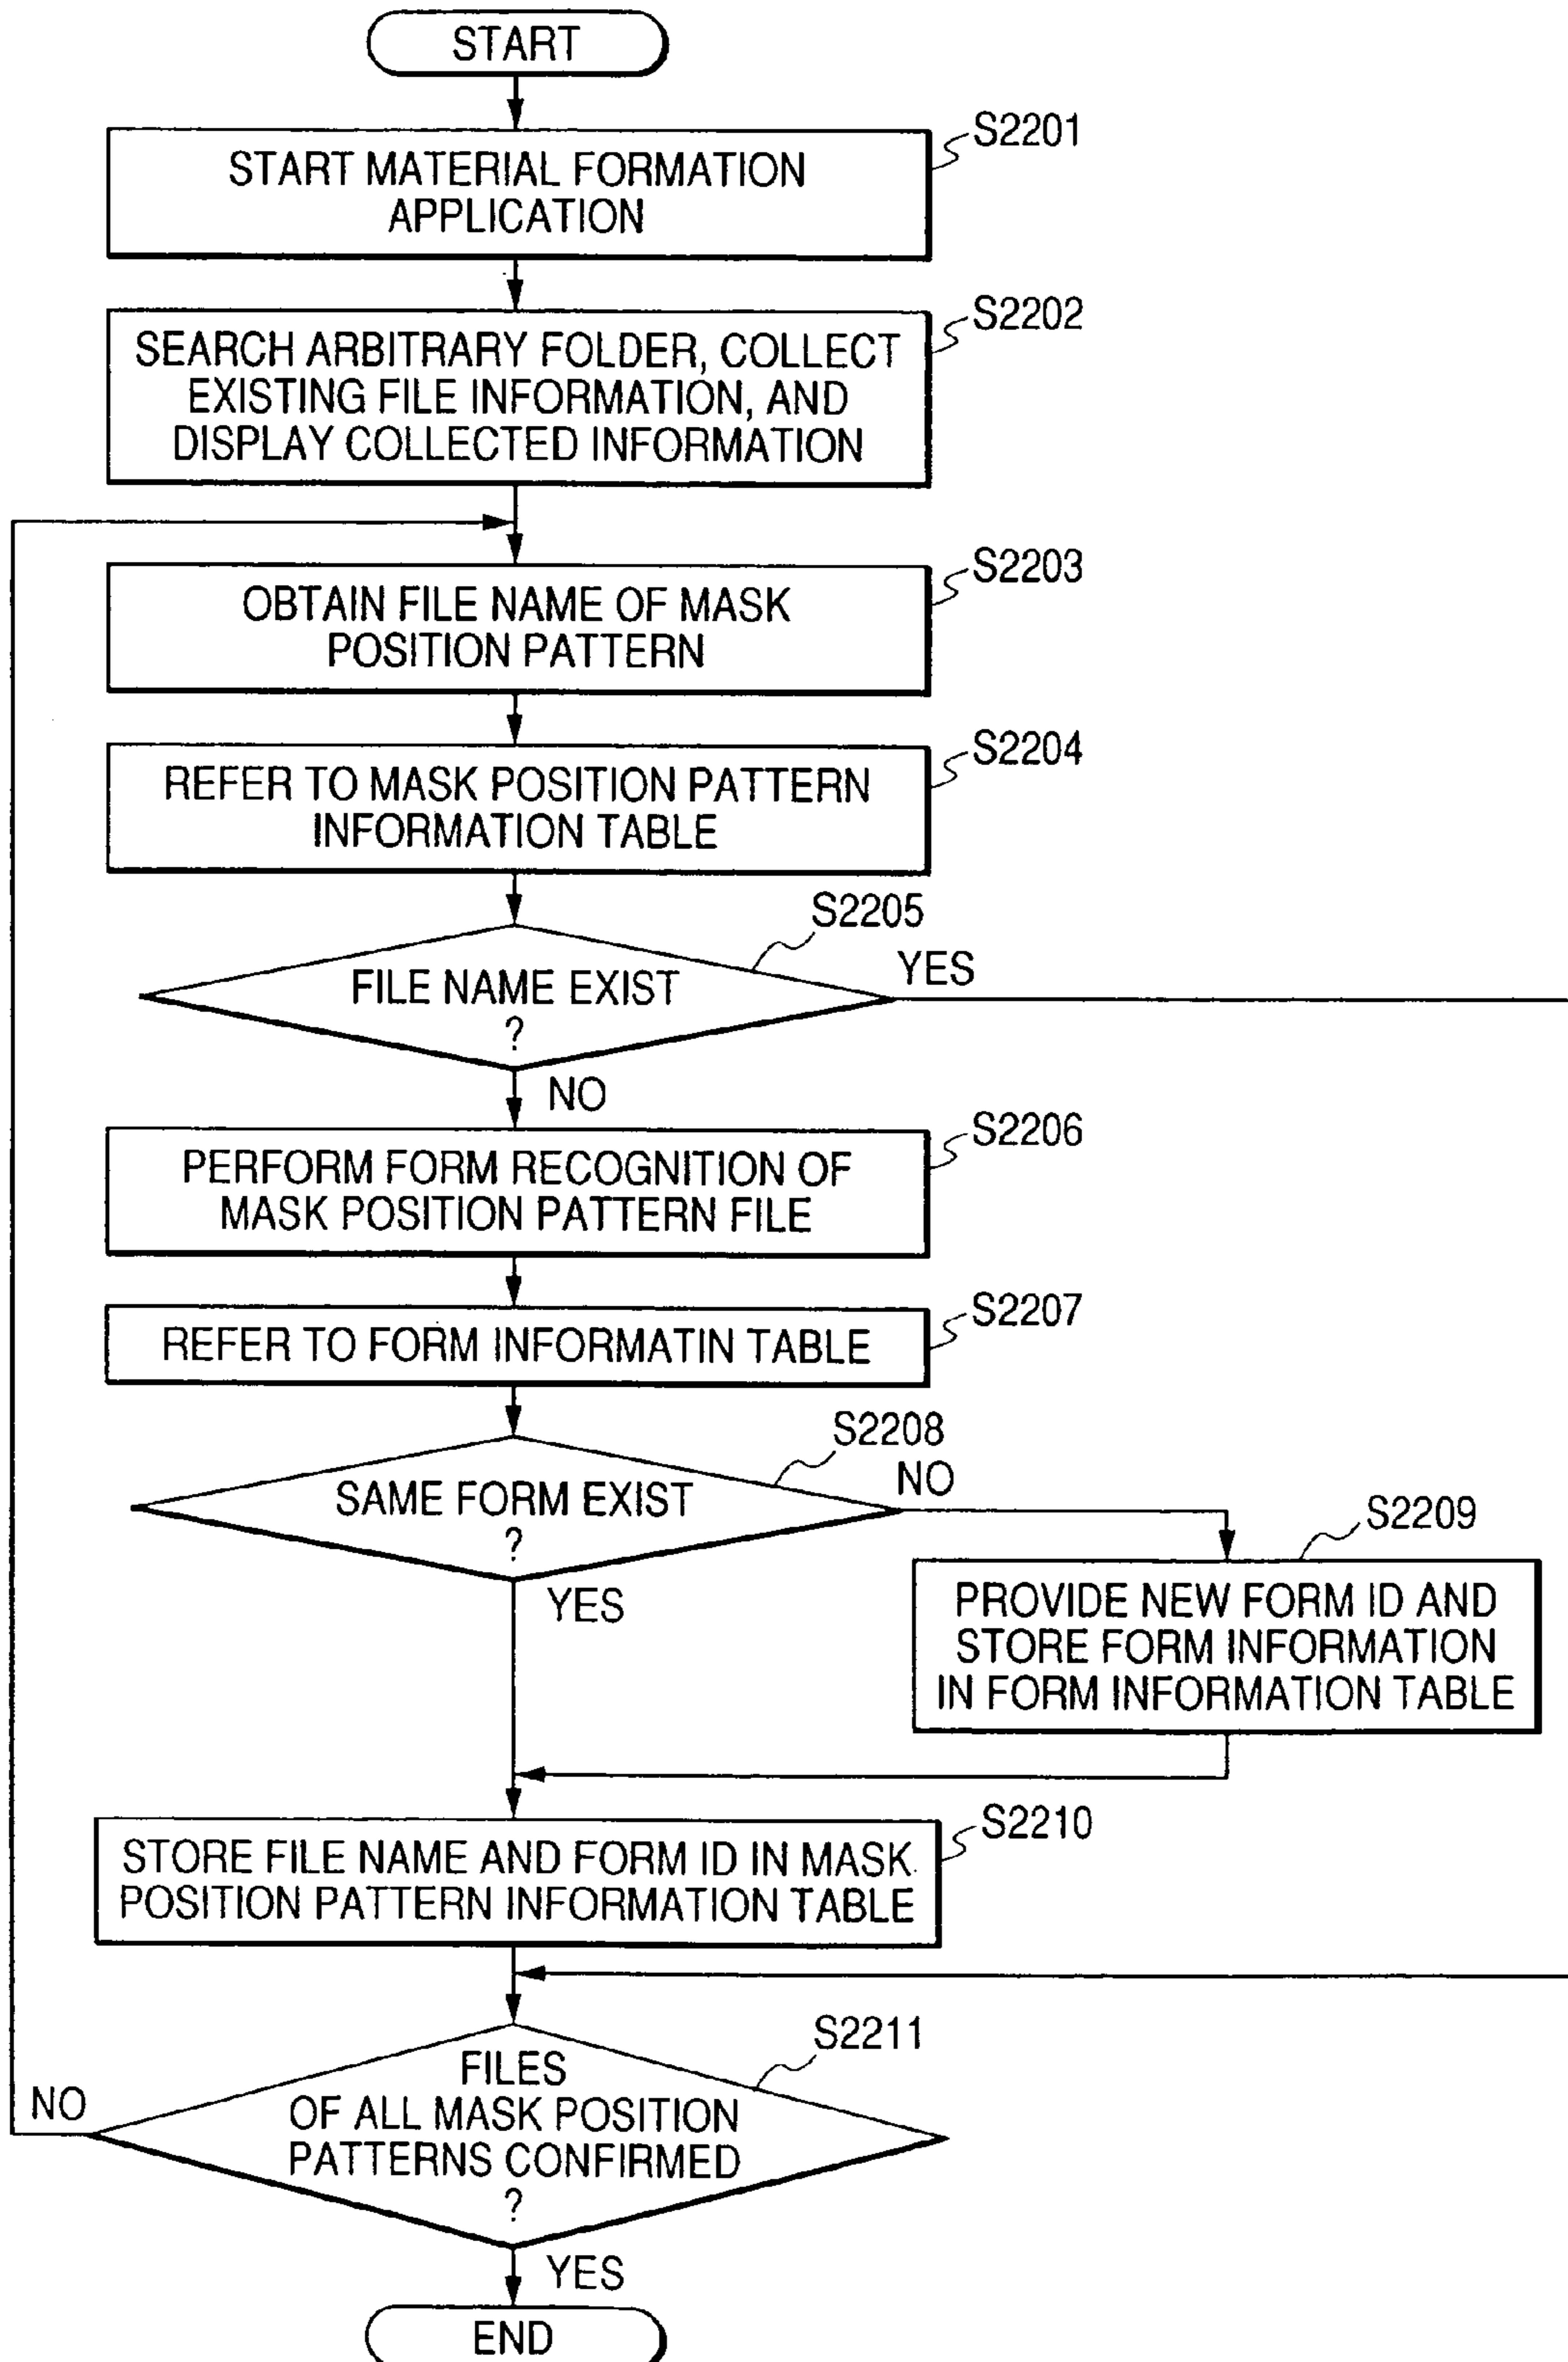 START
S2201
START MATERIAL FORMATION
APPLICATION
S2202
SEARCH ARBITRARY FOLDER, COLLECT
EXISTING FILE INFORMATION, AND
DISPLAY COLLECTED INFORMATION
S2203
OBTAIN FILE NAME OF MASK
POSITION PATTERN
S2204
REFER TO MASK POSITION PATTERN
INFORMATION TABLE
S2205
YES
FILE NAME EXIST
?
NO
S2206
PERFORM FORM RECOGNITION OF
MASK POSITION PATTERN FILE
S2207
REFER TO FORM INFORMATIN TABLE
S2208
NO
SAME FORM EXIST
?
YES
S2209
PROVIDE NEW FORM ID AND
STORE FORM INFORMATION
IN FORM INFORMATION TABLE
S2210
STORE FILE NAME AND FORM ID IN MASK
POSITION PATTERN INFORMATION TABLE
S2211
FILES
OF ALL MASK POSITION
PATTERNS CONFIRMED
?
NO
YES
END